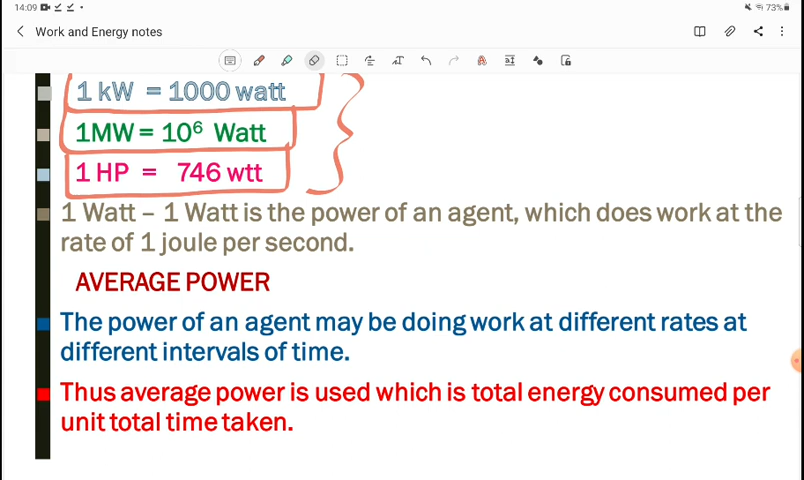 14:09
73%
Work and Energy notes
1 kW = 1000 watt
1MW = 10⁶ Watt
1 HP = 746 wtt
1 Watt – 1 Watt is the power of an agent, which does work at the
rate of 1 joule per second.
AVERAGE POWER
The power of an agent may be doing work at different rates at
different intervals of time.
Thus average power is used which is total energy consumed per
unit total time taken.